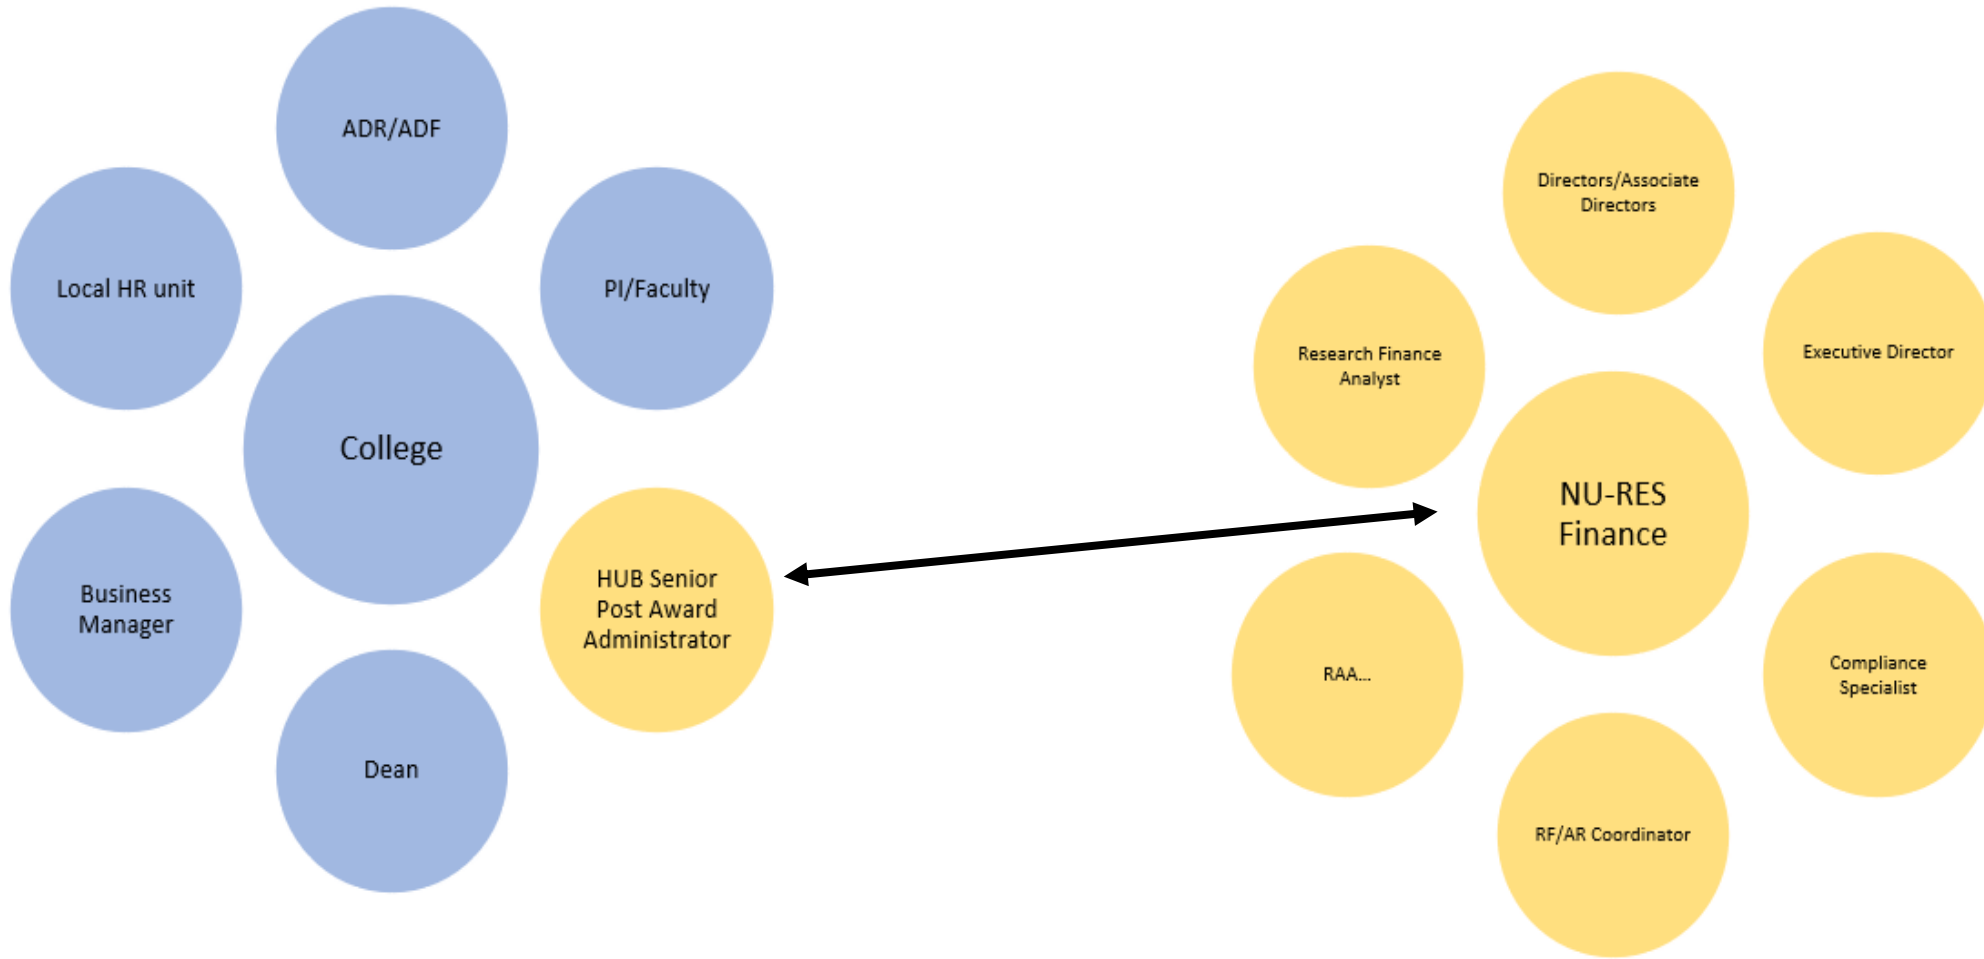 ADR/ADF
Local HR unit
PI/Faculty
College
Business
Manager
HUB Senior
Post Award
Administrator
Dean
Directors/Associate
Directors
Research Finance
Analyst
Executive Director
NU-RES
Finance
RAA...
Compliance
Specialist
RF/AR Coordinator